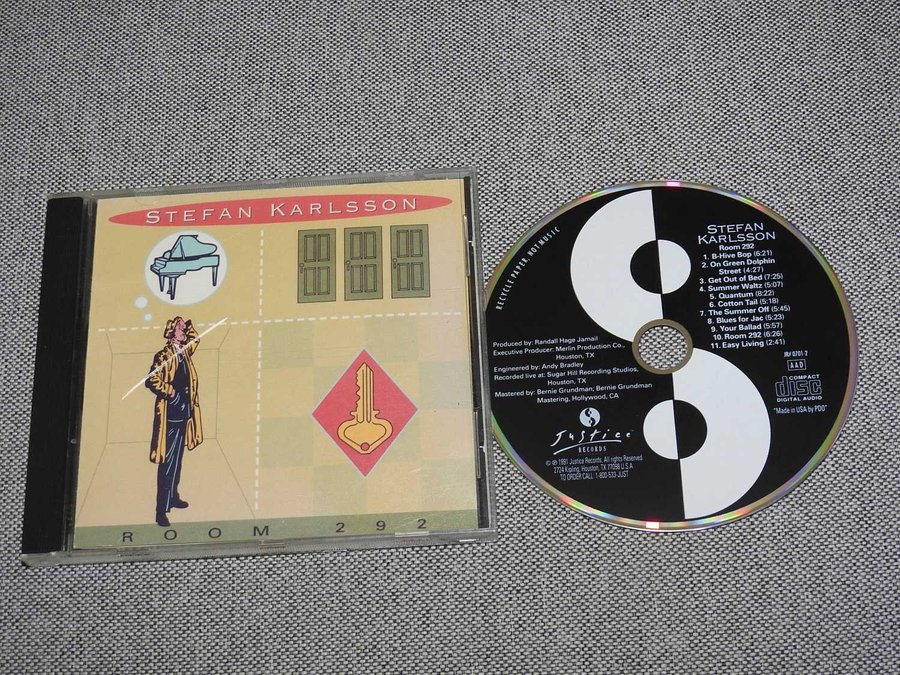 STEFAN KARLSSON
ROOM 292
RECYCLE PAPER, NOT MUSIC
STEFAN
KARLSSON
Room 292
1. B-Hive Bop (6:21)
2. On Green Dolphin
Street (4:27)
3. Get Out of Bed (7:25)
4. Summer Waltz (5:07)
5. Quantum (8:22)
6. Cotton Tail (5:18)
7. The Summer Off (5:45)
8. Blues for Jac (5:23)
9. Your Ballad (5:57)
10. Room 292 (6:26)
11. Easy Living (2:41)
JR# 0701-2
AAD
COMPACT
disc
DIGITAL AUDIO
"Made in USA by PDO"
Produced by: Randall Hage Jamail
Executive Producer: Merlin Production Co.,
Houston, TX
Engineered by: Andy Bradley
Recorded live at: Sugar Hill Recording Studios,
Houston, TX
Mastered by: Bernie Grundman; Bernie Grundman
Mastering, Hollywood, CA
Justice
RECORDS
© ℗ 1991 Justice Records. All rights Reserved.
2724 Kipling, Houston, TX 77098 U.S.A
TO ORDER CALL: 1-800-533-JUST